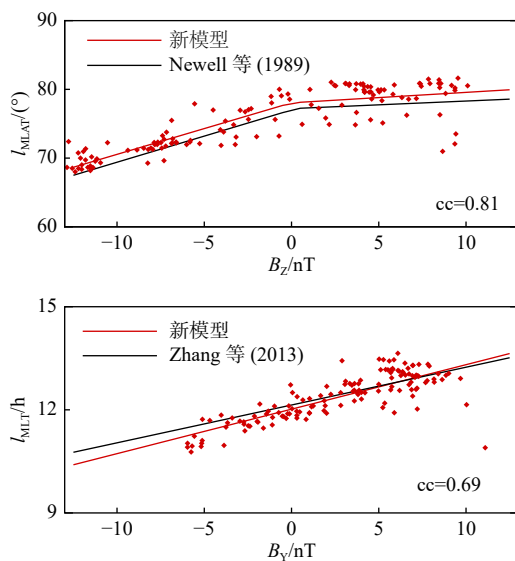 90
新模型
Newell 等 (1989)
80
l_MLAT/(°)
70
cc=0.81
60
−10 −5 0 5 10
B_Z/nT
15
新模型
Zhang 等 (2013)
l_MLT/h
12
cc=0.69
9
−10 −5 0 5 10
B_Y/nT